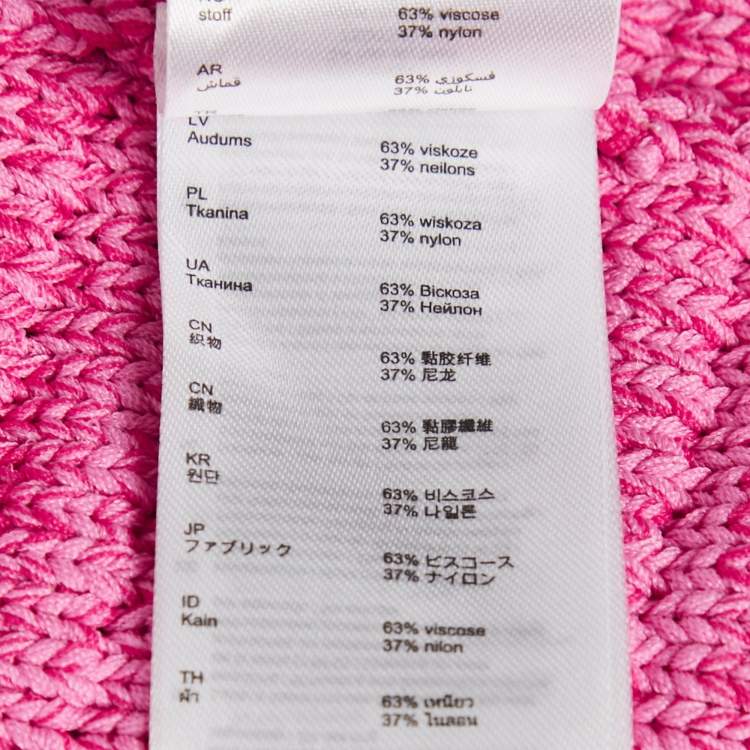 stoff
63% viscose
37% nylon
AR
قماش
63% فسكوزي
37% نايلون
LV
Audums
63% viskoze
37% neilons
PL
Tkanina
63% wiskoza
37% nylon
UA
Тканина
63% Віскоза
37% Нейлон
CN
织物
63% 黏胶纤维
37% 尼龙
CN
織物
63% 黏膠纖維
37% 尼龍
KR
원단
63% 비스코스
37% 나일론
JP
ファブリック
63% ビスコース
37% ナイロン
ID
Kain
63% viscose
37% nilon
TH
ผ้า
63% เหนียว
37% ไนลอน